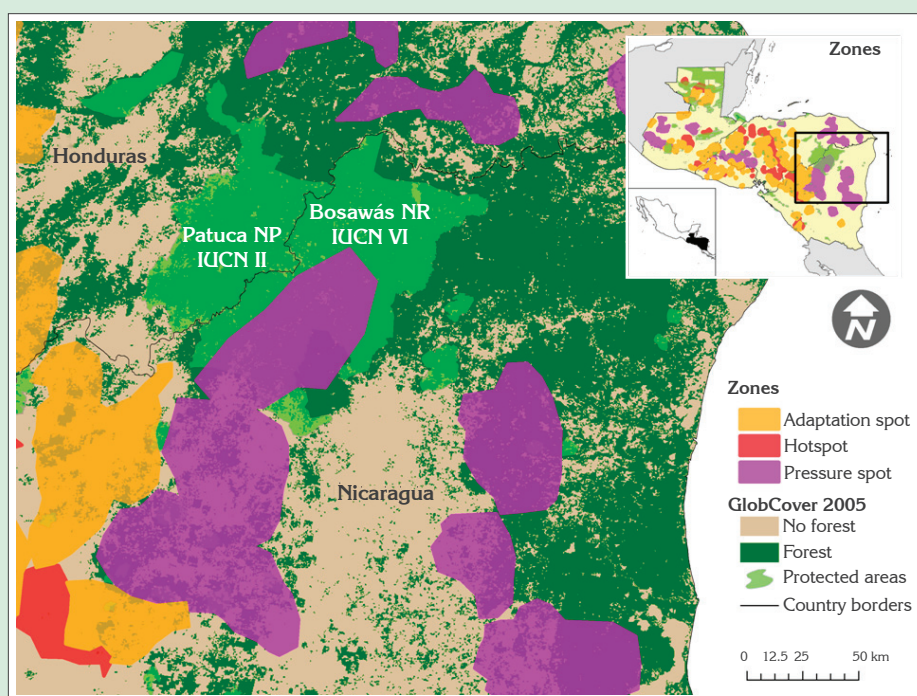 Zones
Honduras
Bosawás NR
IUCN VI
Patuca NP
IUCN II
N
Nicaragua
Zones
Adaptation spot
Hotspot
Pressure spot
GlobCover 2005
No forest
Forest
Protected areas
Country borders
0 12.5 25 50 km